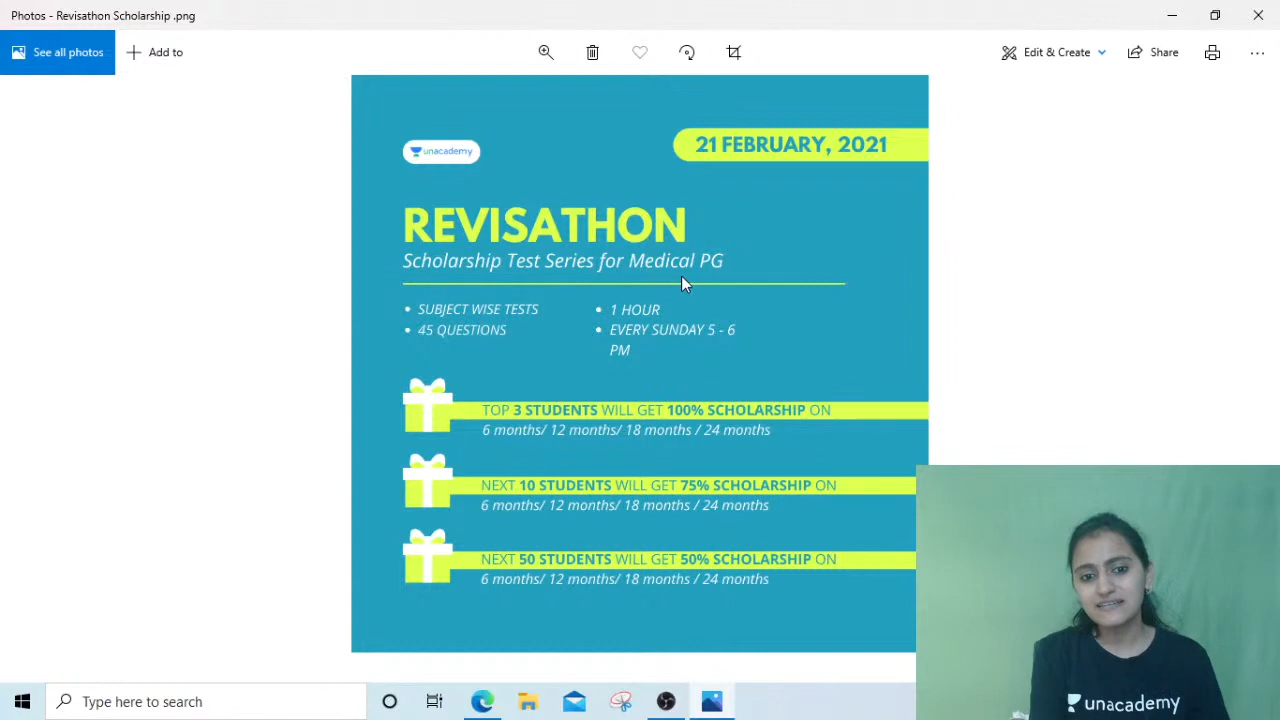 Photos - Revisathon Scholarship .png
See all photos
Add to
Edit & Create
Share
unacademy
21 FEBRUARY, 2021
REVISATHON
Scholarship Test Series for Medical PG
SUBJECT WISE TESTS
45 QUESTIONS
1 HOUR
EVERY SUNDAY 5 - 6
PM
TOP 3 STUDENTS WILL GET 100% SCHOLARSHIP ON
6 months/ 12 months/ 18 months / 24 months
NEXT 10 STUDENTS WILL GET 75% SCHOLARSHIP ON
6 months/ 12 months/ 18 months / 24 months
NEXT 50 STUDENTS WILL GET 50% SCHOLARSHIP ON
6 months/ 12 months/ 18 months / 24 months
unacademy
Type here to search